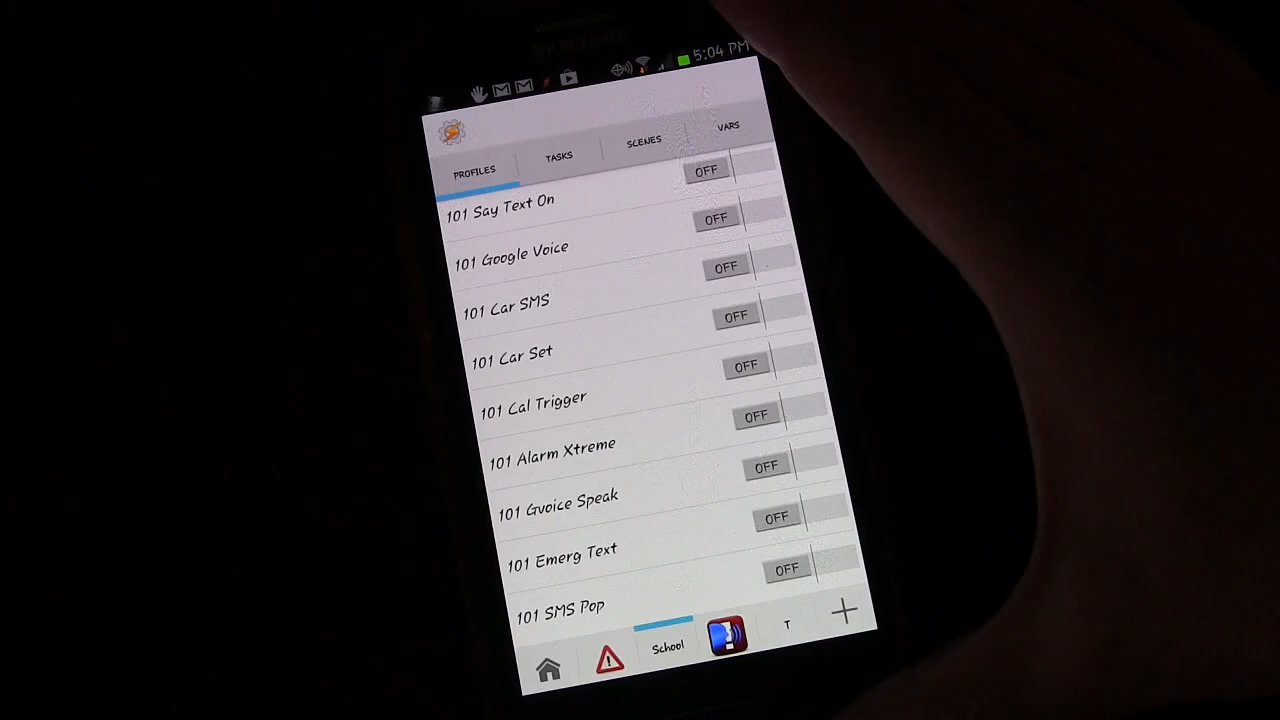 SAMSUNG
5:04 PM
PROFILES TASKS SCENES VARS
101 Say Text On OFF
101 Google Voice OFF
101 Car SMS OFF
101 Car Set OFF
101 Cal Trigger OFF
101 Alarm Xtreme OFF
101 Gvoice Speak OFF
101 Emerg Text OFF
101 SMS Pop OFF
School T